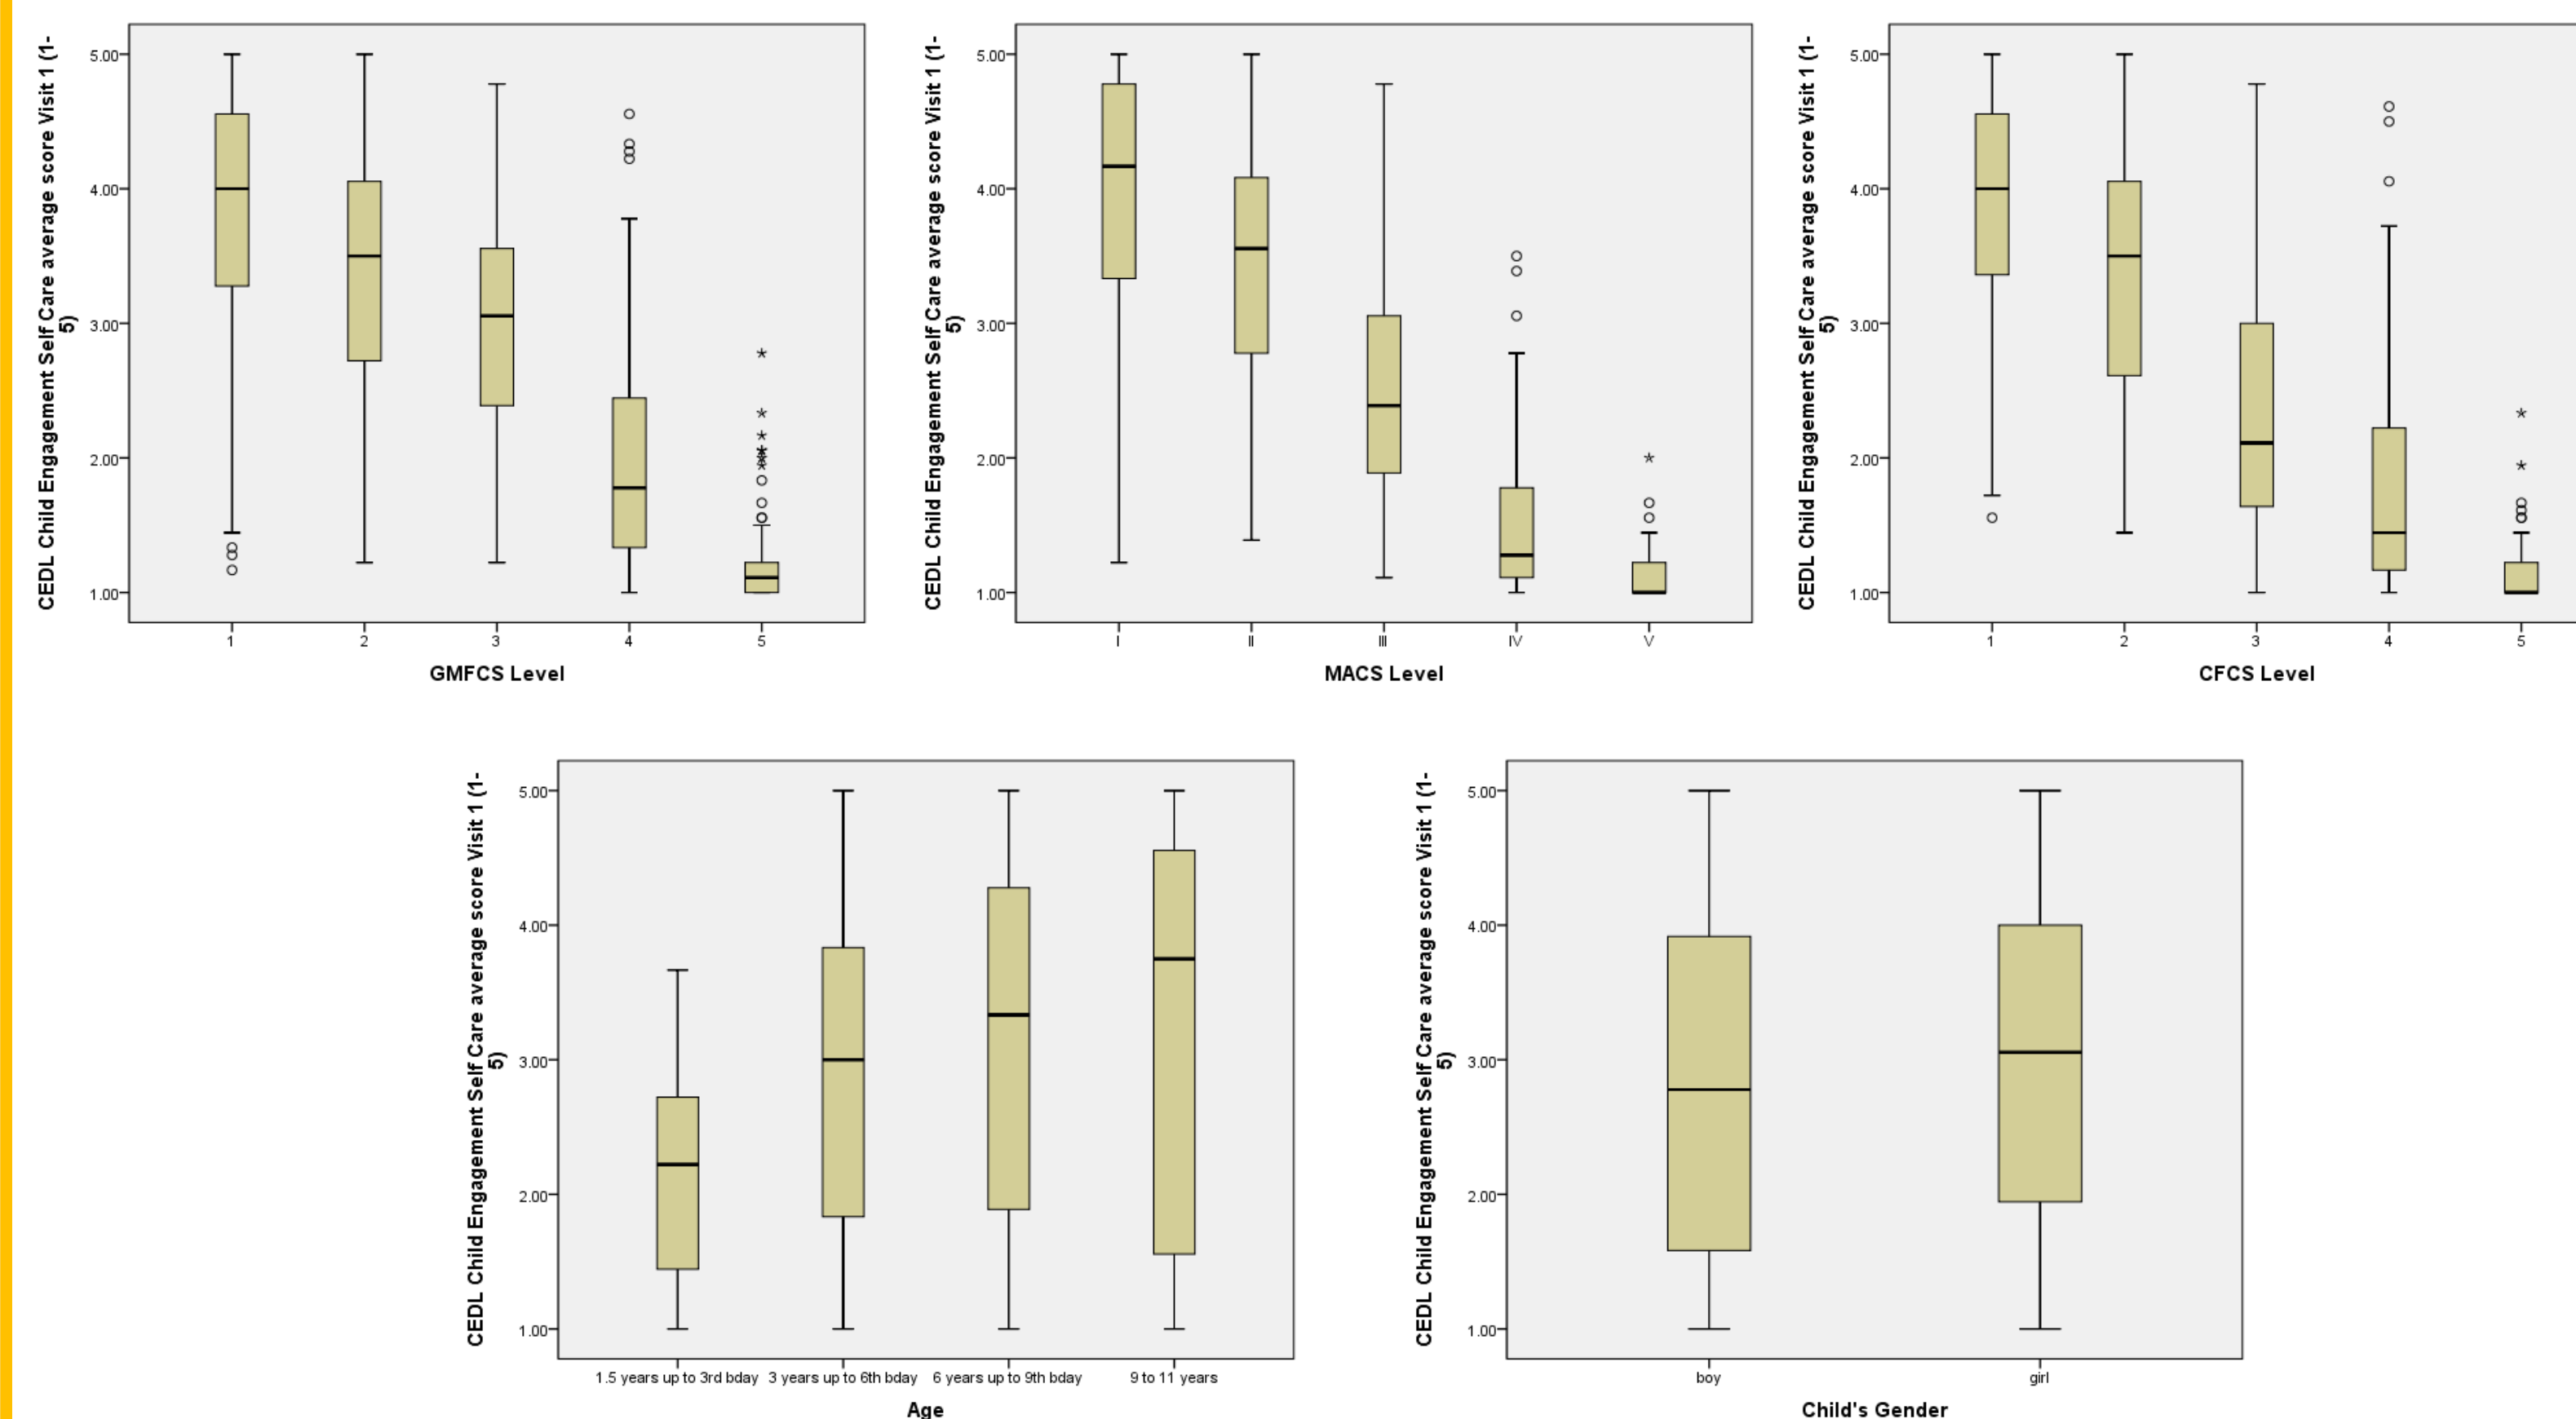 CEDL Child Engagement Self Care average score Visit 1 (1-
5)
5.00
4.00
3.00
2.00
1.00
1 2 3 4 5
GMFCS Level
CEDL Child Engagement Self Care average score Visit 1 (1-
5)
5.00
4.00
3.00
2.00
1.00
I II III IV V
MACS Level
CEDL Child Engagement Self Care average score Visit 1 (1-
5)
5.00
4.00
3.00
2.00
1.00
1 2 3 4 5
CFCS Level
CEDL Child Engagement Self Care average score Visit 1 (1-
5)
5.00
4.00
3.00
2.00
1.00
1.5 years up to 3rd bday 3 years up to 6th bday 6 years up to 9th bday 9 to 11 years
Age
CEDL Child Engagement Self Care average score Visit 1 (1-
5)
5.00
4.00
3.00
2.00
1.00
boy girl
Child's Gender